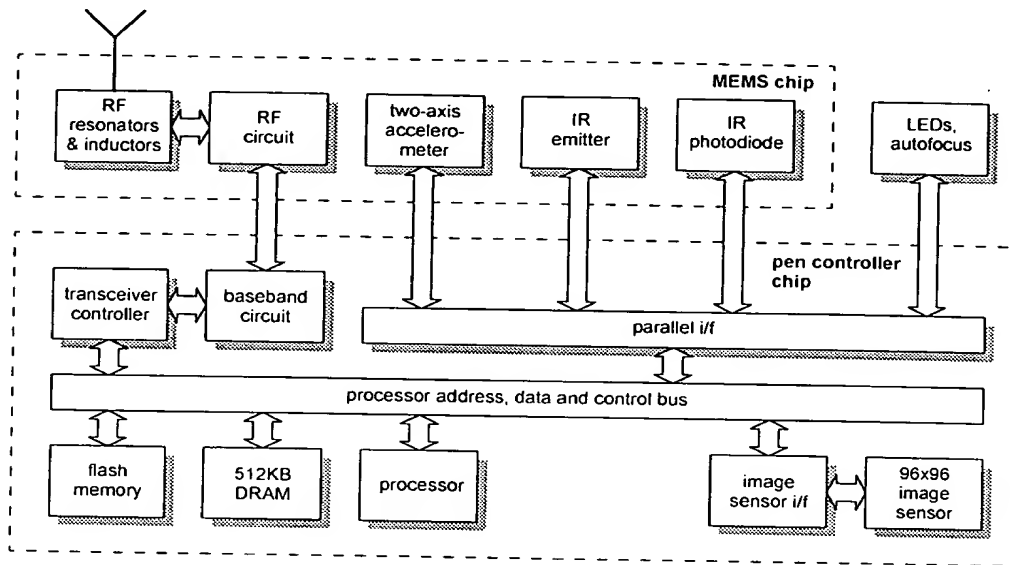 MEMS chip
RF
resonators
& inductors
RF
circuit
two-axis
accelero-
meter
IR
emitter
IR
photodiode
LEDs,
autofocus
pen controller
chip
transceiver
controller
baseband
circuit
parallel i/f
processor address, data and control bus
flash
memory
512KB
DRAM
processor
image
sensor i/f
96x96
image
sensor